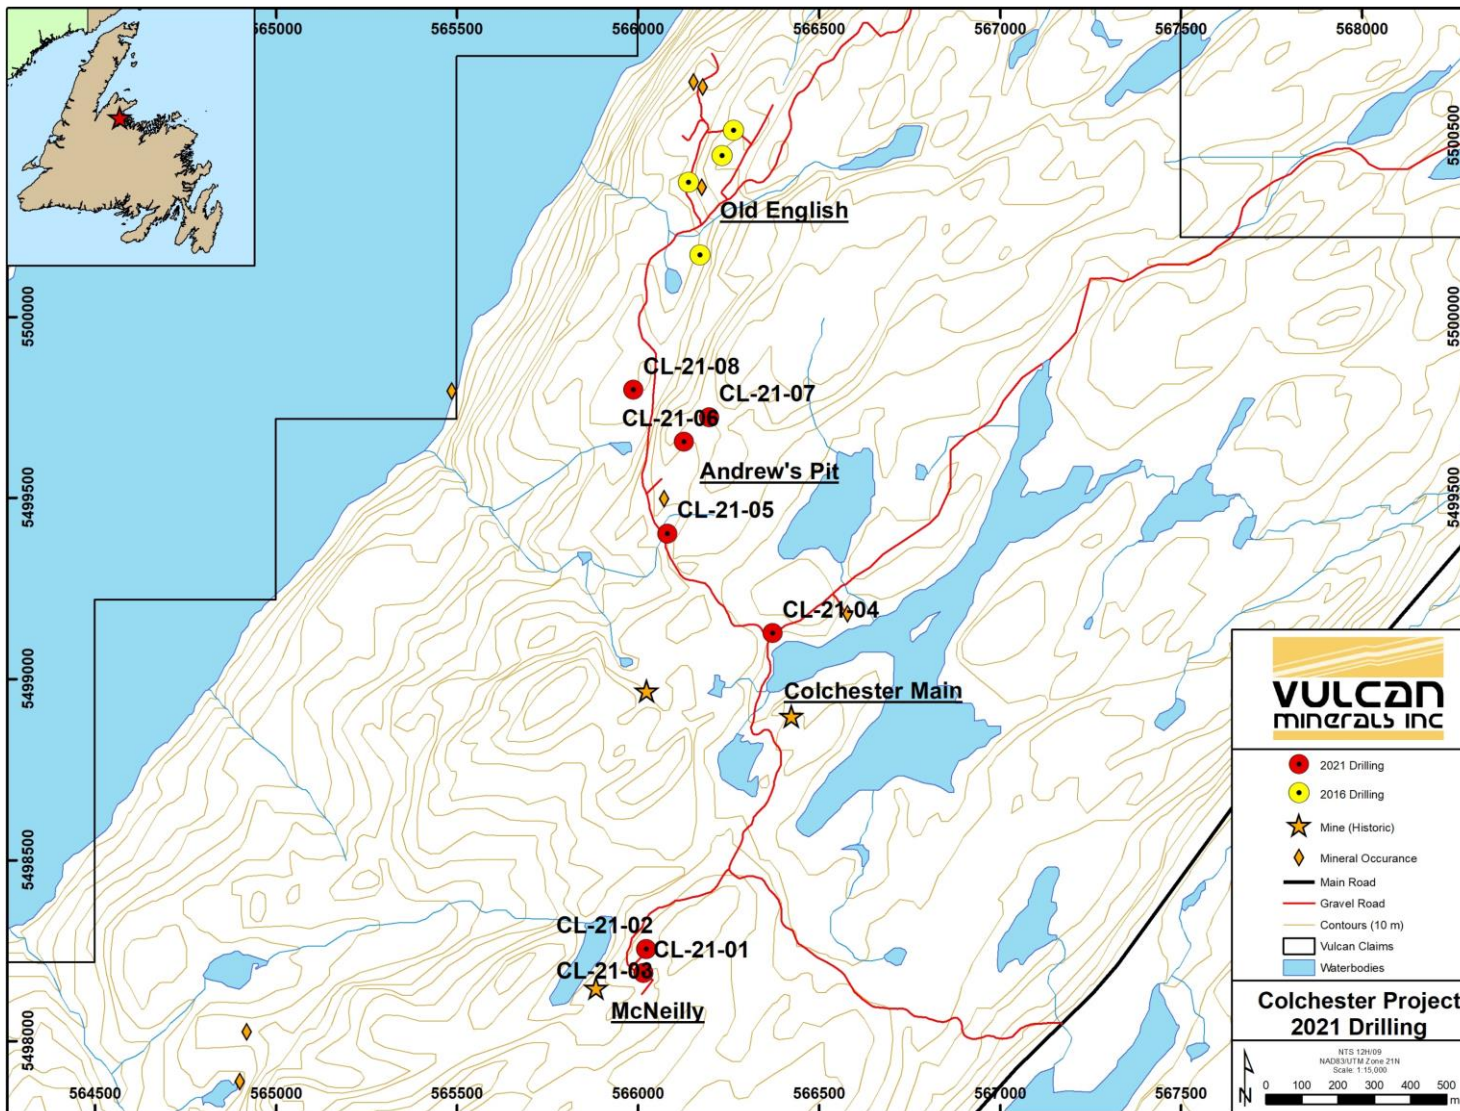 565000
565500
566000
566500
567000
567500
568000
5500500
5500500
Old English
5500000
5500000
CL-21-08
CL-21-07
CL-21-06
Andrew's Pit
5499500
5499500
CL-21-05
CL-21-04
5499000
Colchester Main
5498500
CL-21-02
CL-21-01
CL-21-03
McNeilly
5498000
564500
565000
565500
566000
566500
567000
567500
VULCAN
MINERALS INC
2021 Drilling
2016 Drilling
Mine (Historic)
Mineral Occurance
Main Road
Gravel Road
Contours (10 m)
Vulcan Claims
Waterbodies
Colchester Project
2021 Drilling
NTS 12H/09
NAD83/UTM Zone 21N
Scale: 1:15,000
N
0 100 200 300 400 500
m